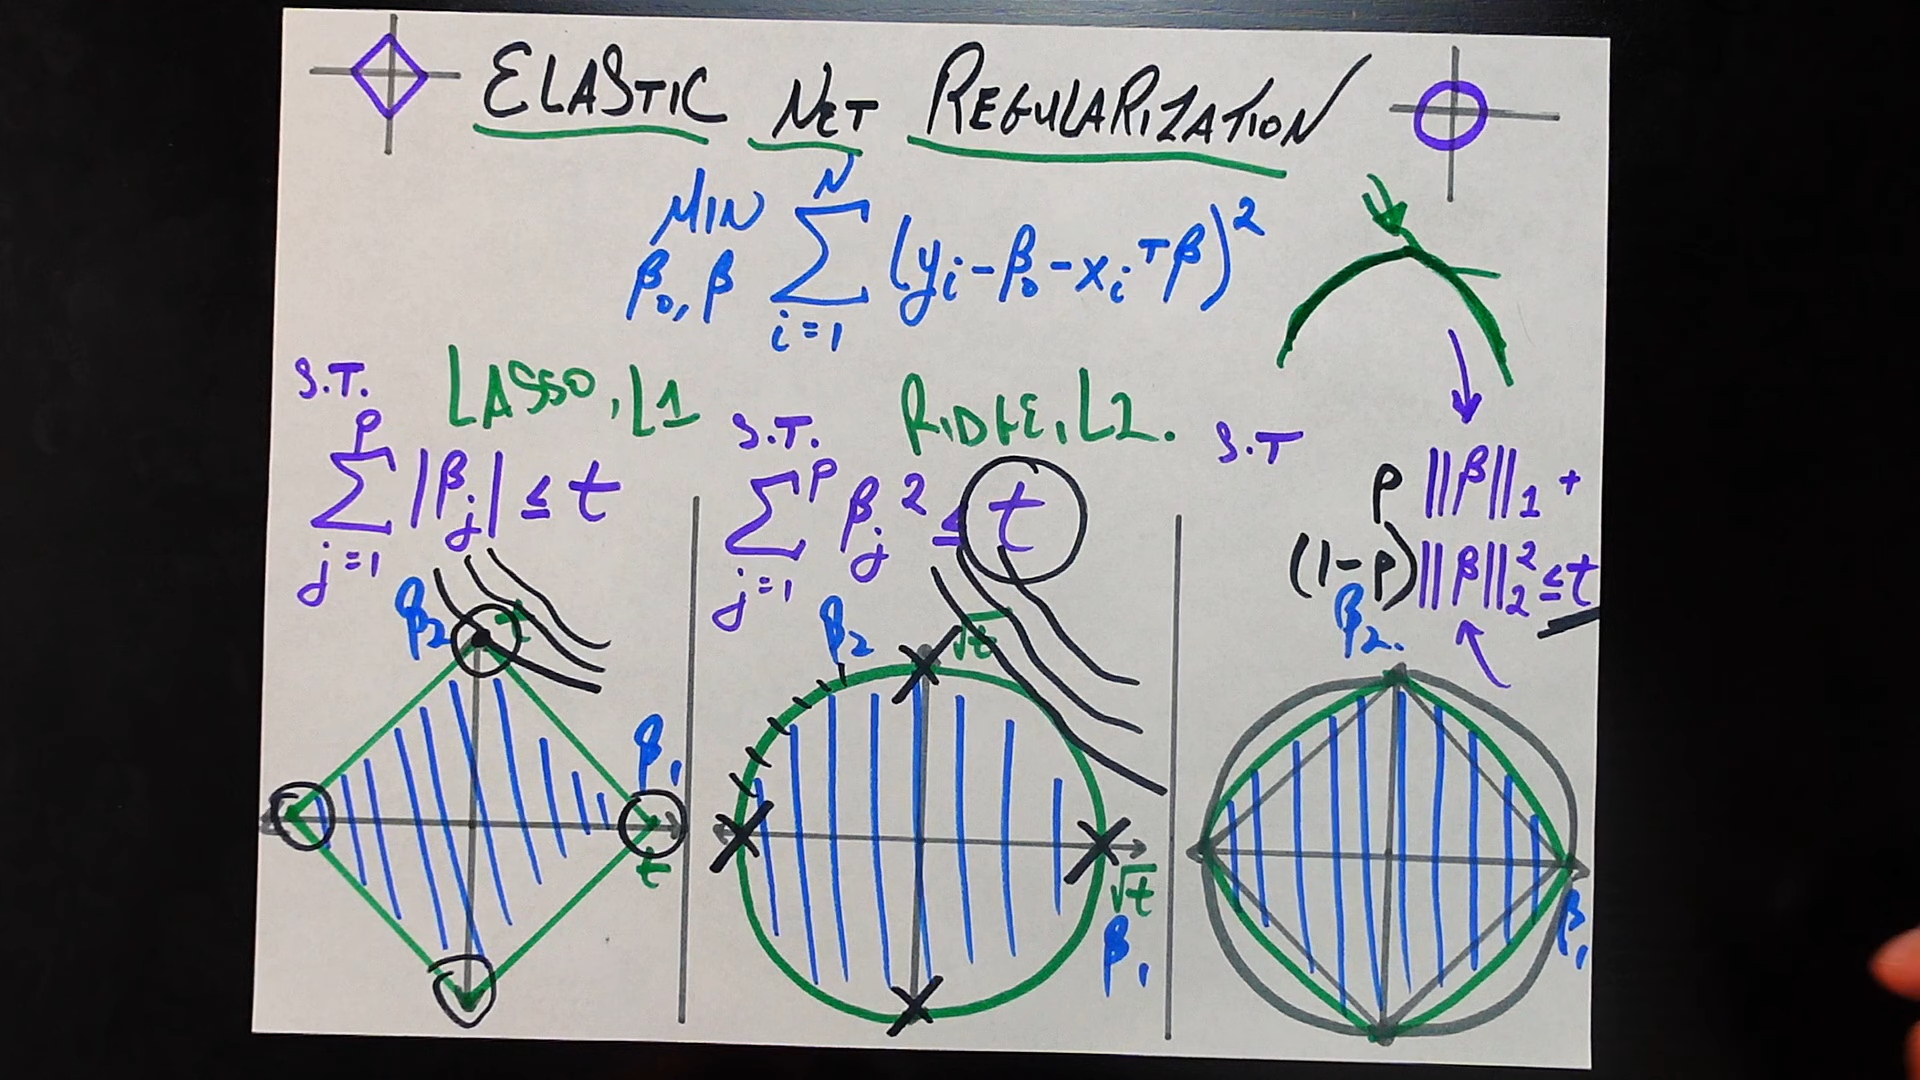 ELASTIC NET REGULARIZATION
MIN β₀, β N Σ i=1 (yi - β₀ - xiᵀβ)²
S.T. LASSO, L1
p Σ j=1 |βj| ≤ t
S.T. RIDGE, L2.
p Σ j=1 βj² ≤ t
S.T
ρ ||β||₁ +
(1-ρ) ||β||₂² ≤ t
β₂ t
β₁
t
β₂ √t
√t
β₁
β₂.
β₁